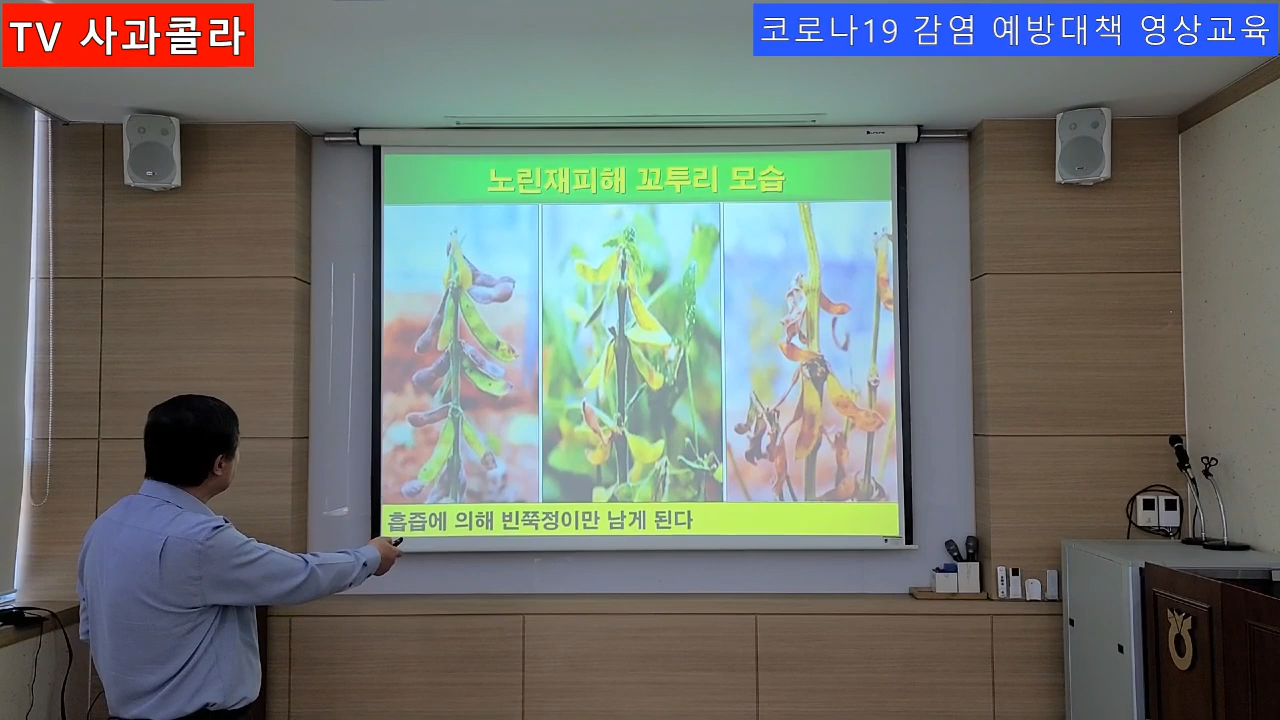 TV 사과콜라
코로나19 감염 예방대책 영상교육
노린재피해 꼬투리 모습
흡즙에 의해 빈쭉정이만 남게 된다